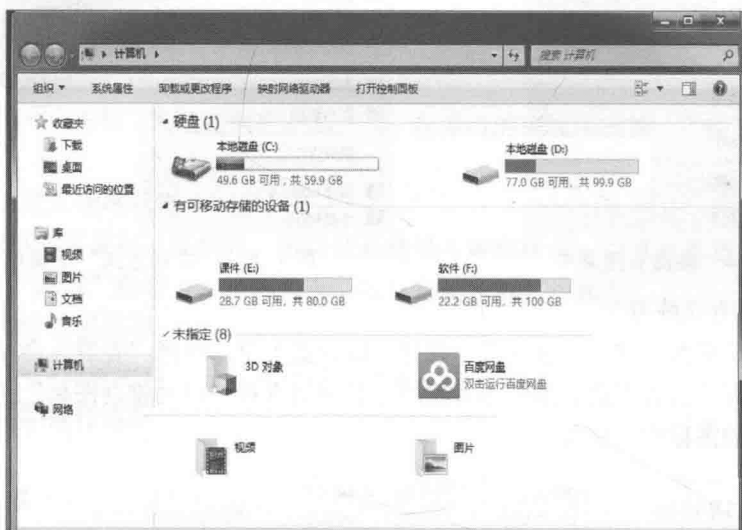 计算机
搜索 计算机
组织 系统属性 卸载或更改程序 映射网络驱动器 打开控制面板
收藏夹
下载
桌面
最近访问的位置
库
视频
图片
文档
音乐
计算机
网络
硬盘 (1)
本地磁盘 (C:)
49.6 GB 可用，共 59.9 GB
本地磁盘 (D:)
77.0 GB 可用，共 99.9 GB
有可移动存储的设备 (1)
课件 (E:)
28.7 GB 可用，共 80.0 GB
软件 (F:)
22.2 GB 可用，共 100 GB
未指定 (8)
3D 对象
百度网盘
双击运行百度网盘
视频
图片